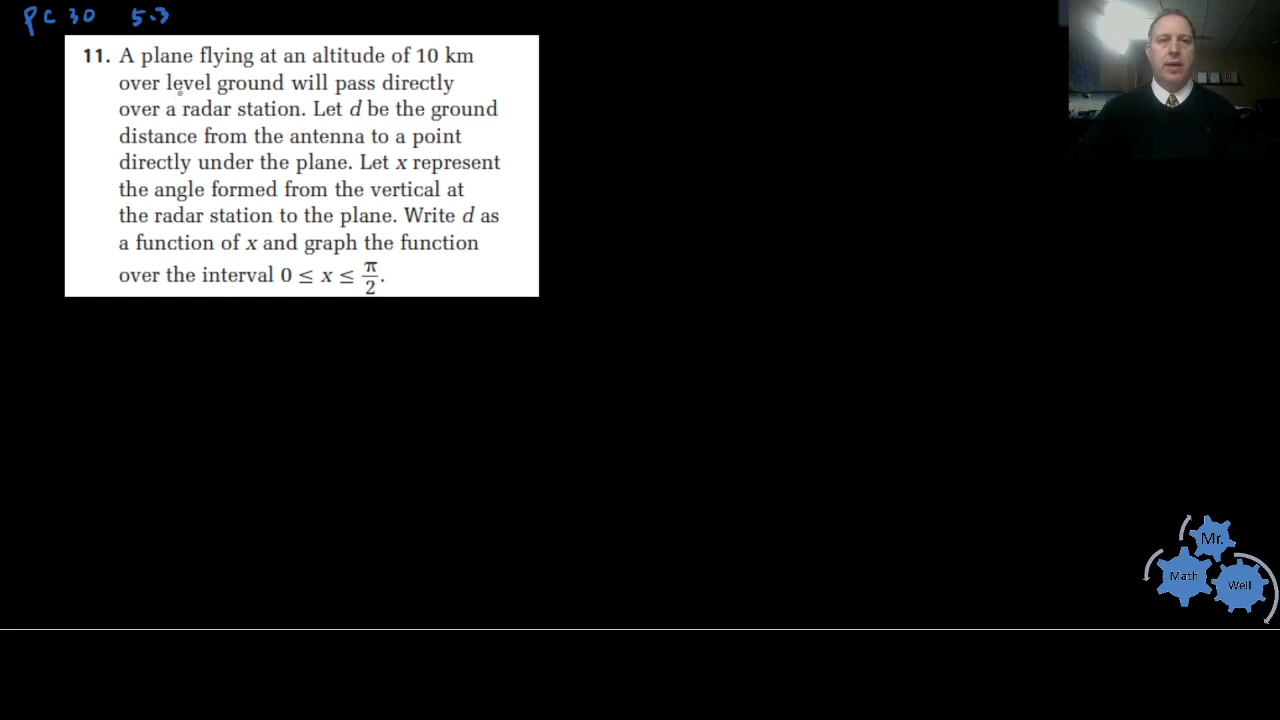 PC 30 5.3
11. A plane flying at an altitude of 10 km
over level ground will pass directly
over a radar station. Let d be the ground
distance from the antenna to a point
directly under the plane. Let x represent
the angle formed from the vertical at
the radar station to the plane. Write d as
a function of x and graph the function
over the interval 0 ≤ x ≤ π/2.
Mr.
Math
Well